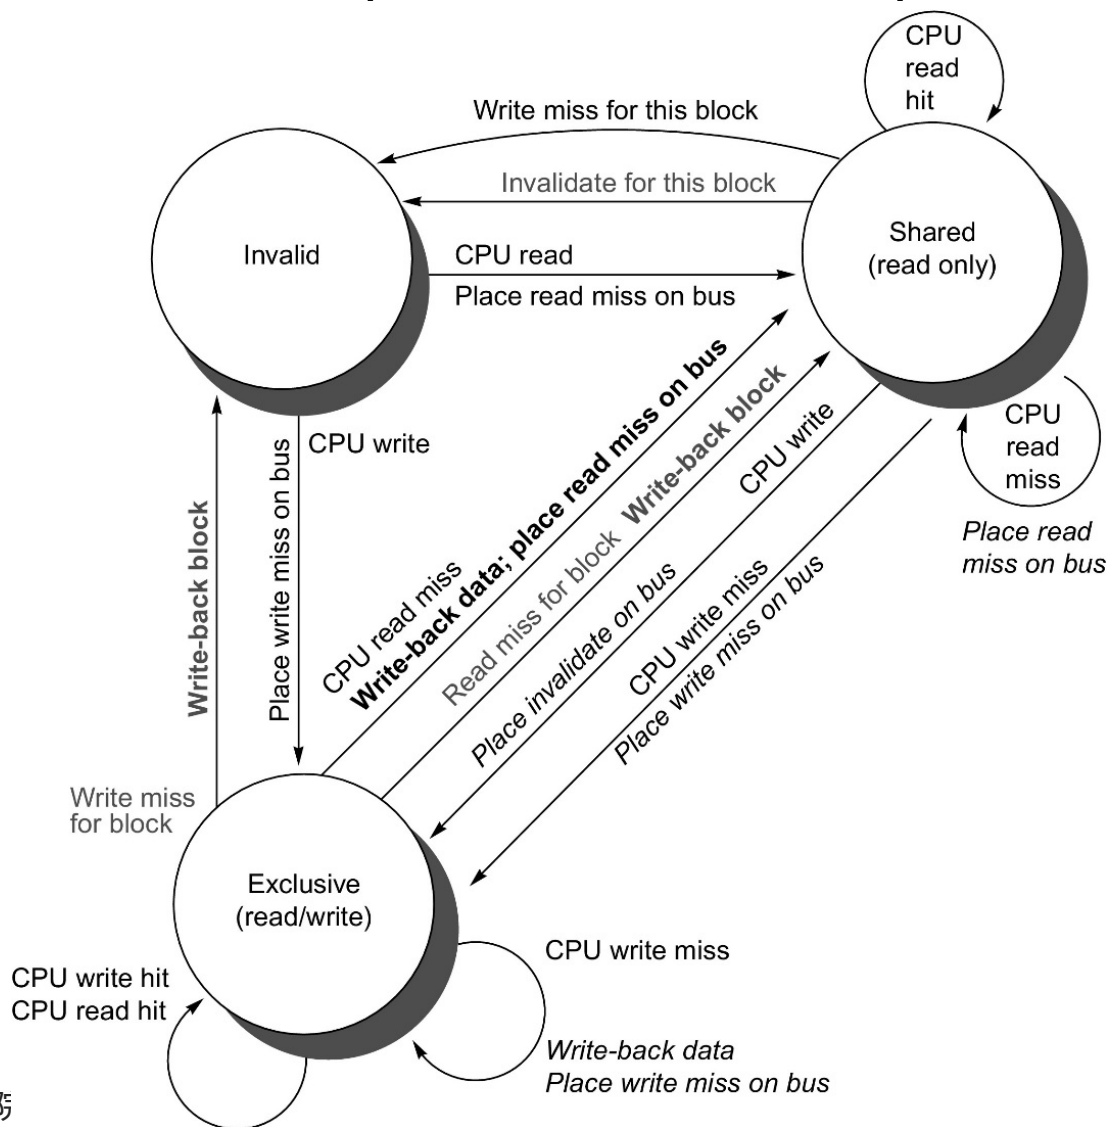 CPU
read
hit
Write miss for this block
Invalidate for this block
Invalid
Shared
(read only)
CPU read
Place read miss on bus
CPU write
Place write miss on bus
Write-back block
CPU read miss
Write-back data; place read miss on bus
Read miss for block Write-back block
CPU write
Place invalidate on bus
CPU write miss
Place write miss on bus
CPU
read
miss
Place read
miss on bus
Write miss
for block
Exclusive
(read/write)
CPU write hit
CPU read hit
CPU write miss
Write-back data
Place write miss on bus